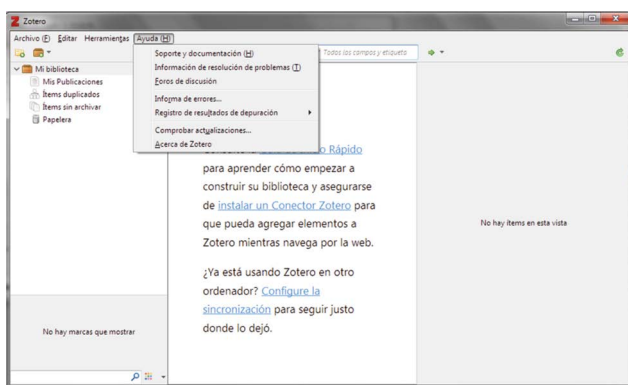 Zotero
Archivo (F) Editar Herramientas Ayuda (H)
Todos los campos y etiqueta
Soporte y documentación (H)
Información de resolución de problemas (T)
Foros de discusión
Informa de errores...
Registro de resultados de depuración
Comprobar actualizaciones...
Acerca de Zotero
Mi biblioteca
Mis Publicaciones
Ítems duplicados
Ítems sin archivar
Papelera
Rápido
para aprender cómo empezar a
construir su biblioteca y asegurarse
de instalar un Conector Zotero para
que pueda agregar elementos a
Zotero mientras navega por la web.
¿Ya está usando Zotero en otro
ordenador? Configure la
sincronización para seguir justo
donde lo dejó.
No hay ítems en esta vista
No hay marcas que mostrar